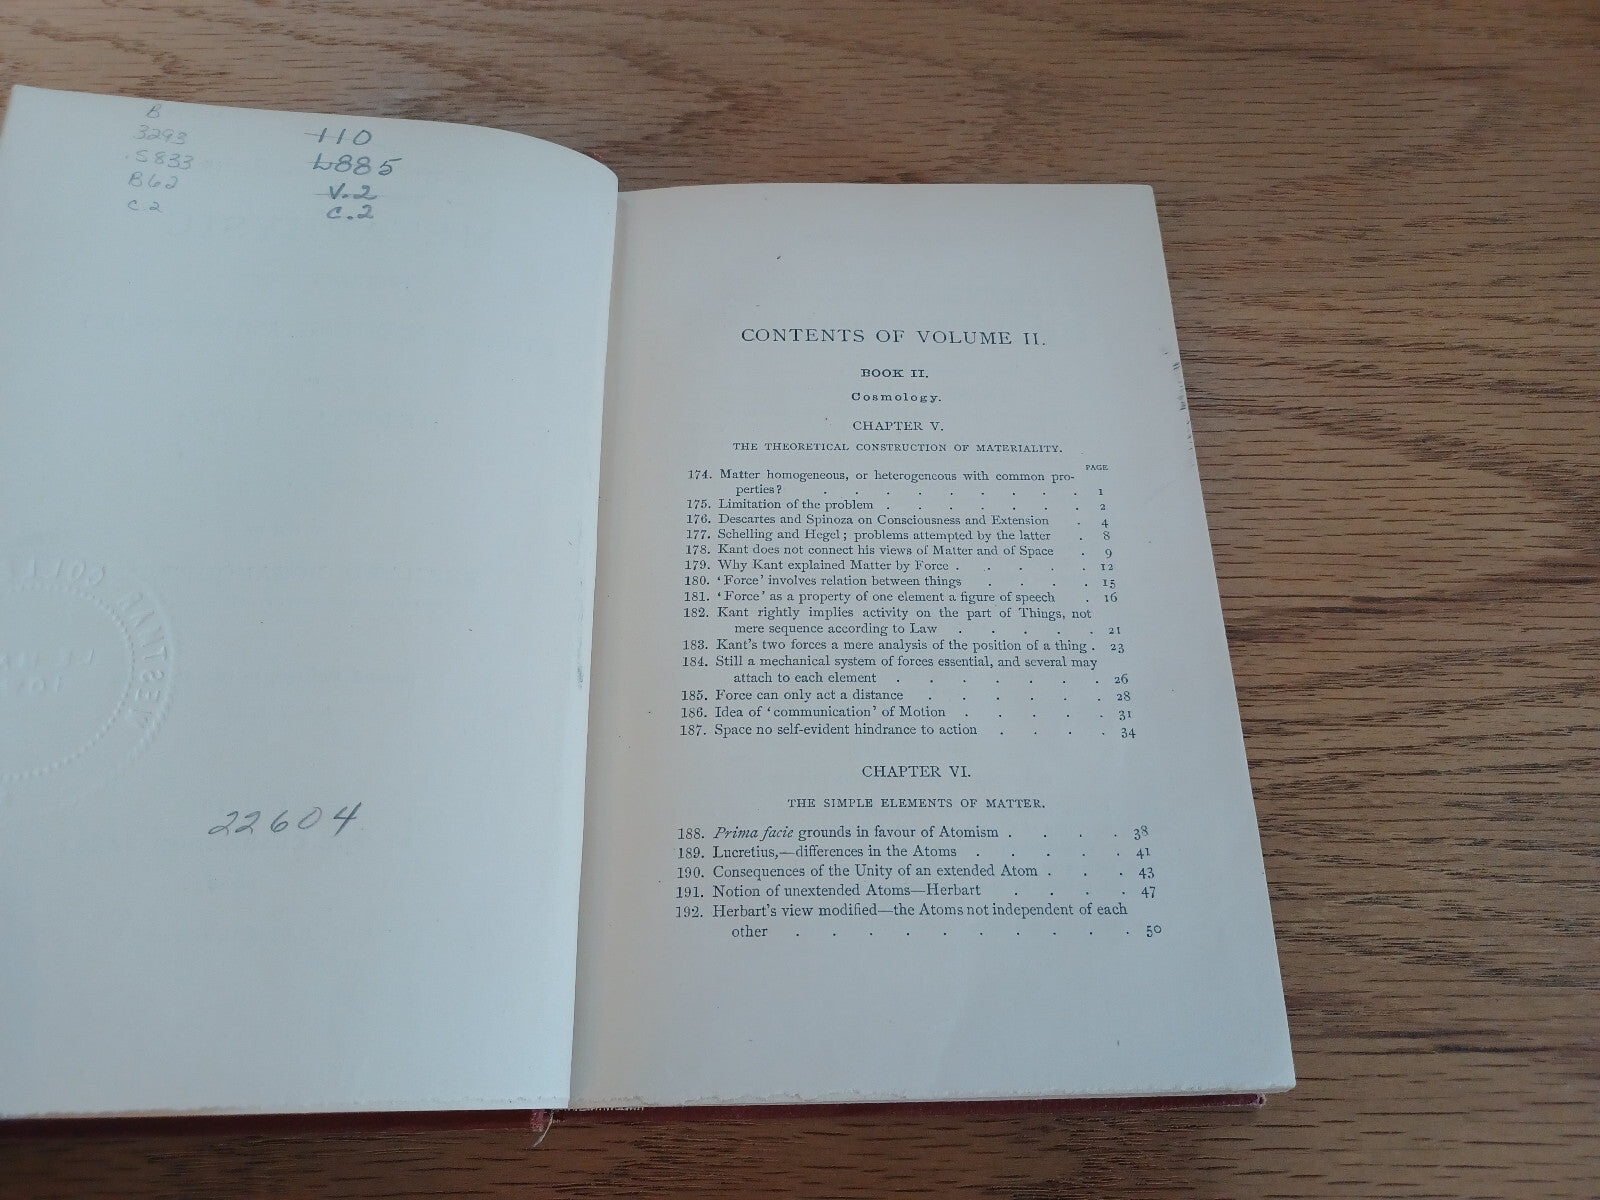 B
3293
.S833
B62
c.2
110
L885
V.2
c.2
22604
CONTENTS OF VOLUME II.
BOOK II.
Cosmology.
CHAPTER V.
THE THEORETICAL CONSTRUCTION OF MATERIALITY.
PAGE
174. Matter homogeneous, or heterogeneous with common pro-
perties? . . . . . . . . 1
175. Limitation of the problem . . . . . . . 2
176. Descartes and Spinoza on Consciousness and Extension . 4
177. Schelling and Hegel; problems attempted by the latter . 8
178. Kant does not connect his views of Matter and of Space . 9
179. Why Kant explained Matter by Force . . . . . 12
180. ‘Force’ involves relation between things . . . . 15
181. ‘Force’ as a property of one element a figure of speech . 16
182. Kant rightly implies activity on the part of Things, not
mere sequence according to Law . . . . . 21
183. Kant's two forces a mere analysis of the position of a thing . 23
184. Still a mechanical system of forces essential, and several may
attach to each element . . . . . . . 26
185. Force can only act a distance . . . . . . 28
186. Idea of ‘communication’ of Motion . . . . . 31
187. Space no self-evident hindrance to action . . . . 34
CHAPTER VI.
THE SIMPLE ELEMENTS OF MATTER.
188. Prima facie grounds in favour of Atomism . . . . 38
189. Lucretius,—differences in the Atoms . . . . . 41
190. Consequences of the Unity of an extended Atom . . . 43
191. Notion of unextended Atoms—Herbart . . . . 47
192. Herbart's view modified—the Atoms not independent of each
other . . . . . . . . . . 50